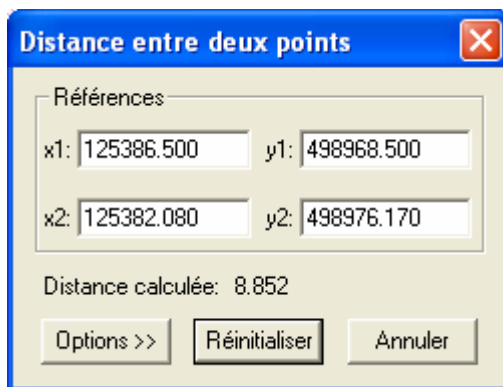 Distance entre deux points
Références
x1: 125386.500 y1: 498968.500
x2: 125382.080 y2: 498976.170
Distance calculée: 8.852
Options >> Réinitialiser Annuler